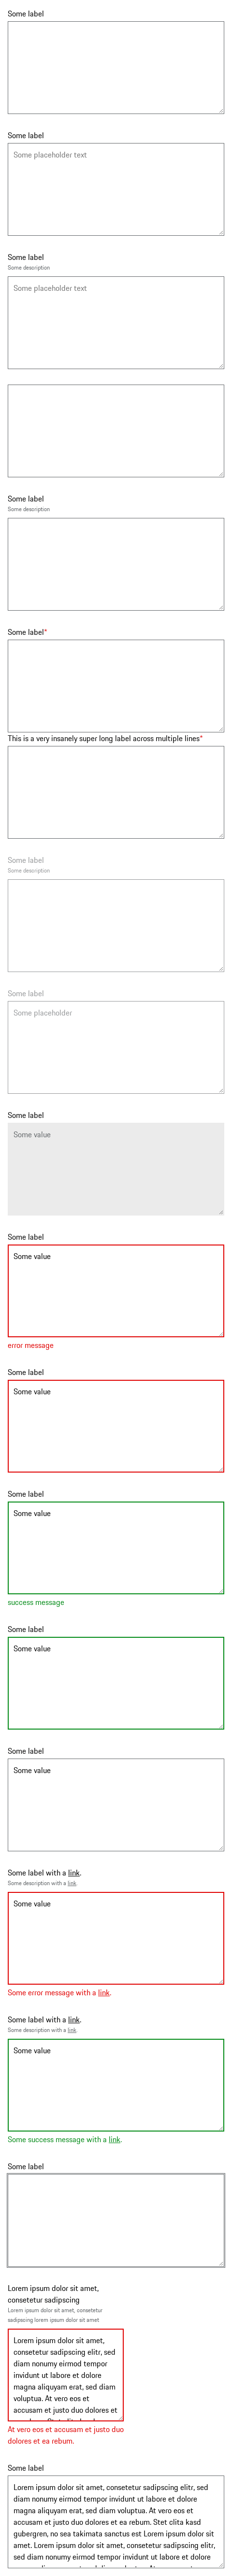 Some label
Some label
Some placeholder text
Some label
Some description
Some placeholder text
Some label
Some description
Some label*
This is a very insanely super long label across multiple lines*
Some label
Some description
Some label
Some placeholder
Some label
Some value
Some label
Some value
error message
Some label
Some value
Some label
Some value
success message
Some label
Some value
Some label
Some value
Some label with a link.
Some description with a link
Some value
Some error message with a link.
Some label with a link.
Some description with a link.
Some value
Some success message with a link.
Some label
Lorem ipsum dolor sit amet,
consetetur sadipscing
Lorem ipsum dolor sit amet, consetetur
sadipscing lorem ipsum dolor sit amet
Lorem ipsum dolor sit amet,
consetetur sadipscing elitr, sed
diam nonumy eirmod tempor
invidunt ut labore et dolore
magna aliquyam erat, sed diam
voluptua. At vero eos et
accusam et justo duo dolores et
At vero eos et accusam et justo duo
dolores et ea rebum.
Some label
Lorem ipsum dolor sit amet, consetetur sadipscing elitr, sed
diam nonumy eirmod tempor invidunt ut labore et dolore
magna aliquyam erat, sed diam voluptua. At vero eos et
accusam et justo duo dolores et ea rebum. Stet clita kasd
gubergren, no sea takimata sanctus est Lorem ipsum dolor sit
amet. Lorem ipsum dolor sit amet, consetetur sadipscing elitr,
sed diam nonumy eirmod tempor invidunt ut labore et dolore